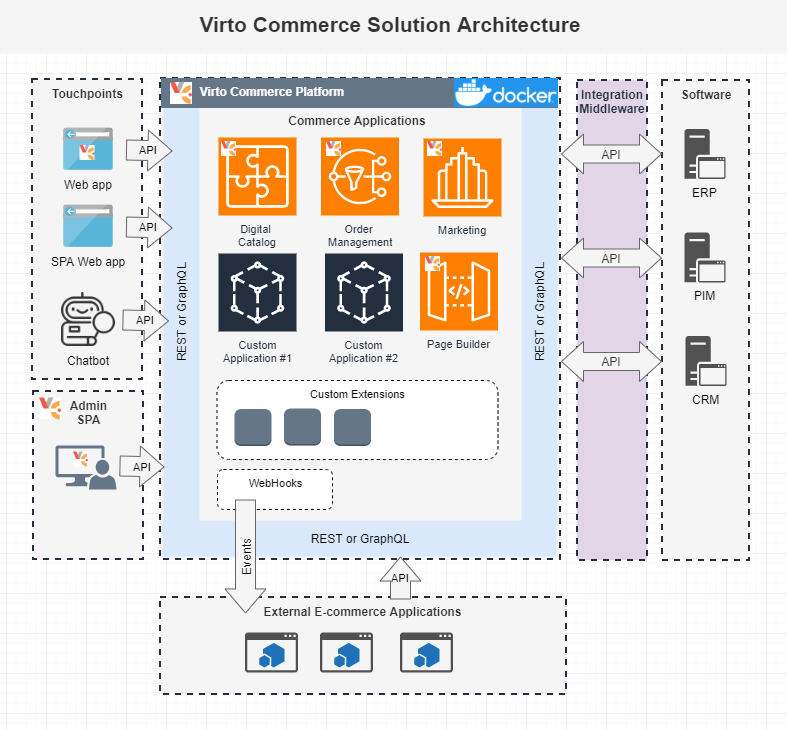 Virto Commerce Solution Architecture
Touchpoints
Web app
SPA Web app
Chatbot
API
API
API
Admin
SPA
API
Virto Commerce Platform
docker
Commerce Applications
Digital
Catalog
Order
Management
Marketing
Custom
Application #1
Custom
Application #2
Page Builder
Custom Extensions
WebHooks
REST or GraphQL
REST or GraphQL
REST or GraphQL
Events
API
External E-commerce Applications
Integration
Middleware
API
API
API
Software
ERP
PIM
CRM